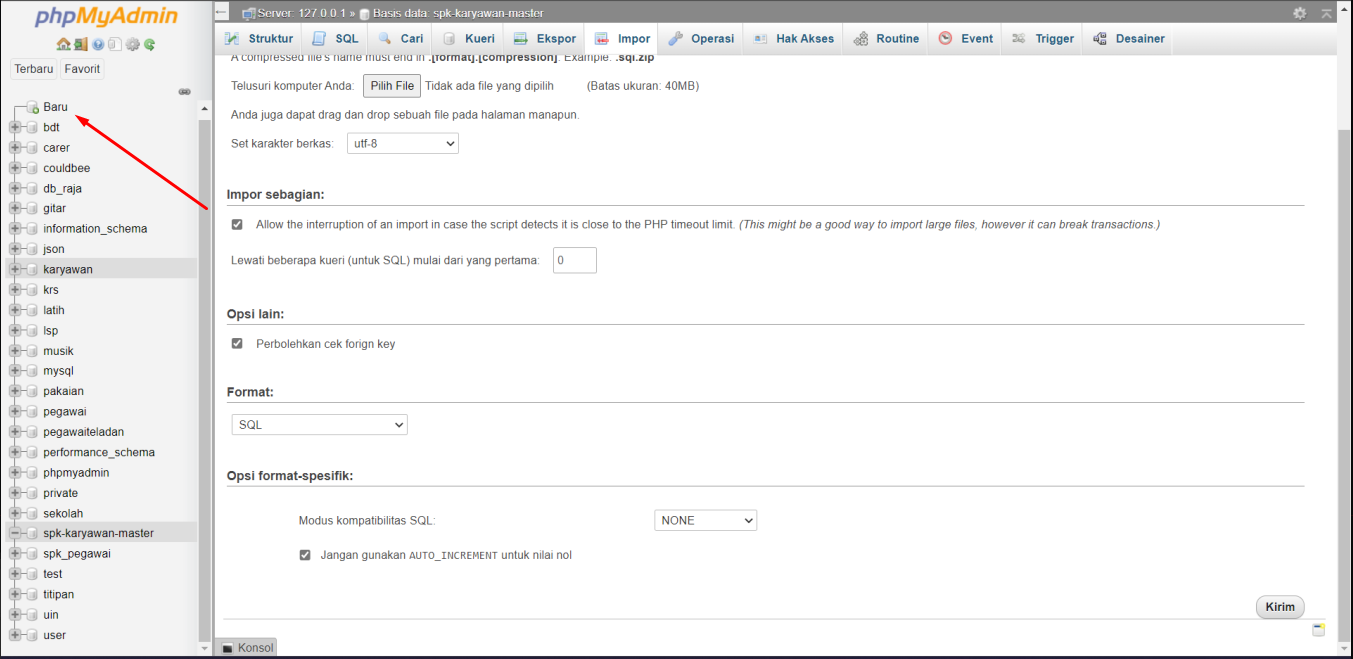 phpMyAdmin
Terbaru Favorit
Baru
bdt
carer
couldbee
db_raja
gitar
information_schema
json
karyawan
krs
latih
lsp
musik
mysql
pakaian
pegawai
pegawaiteladan
performance_schema
phpmyadmin
private
sekolah
spk-karyawan-master
spk_pegawai
test
titipan
uin
user
Server: 127.0.0.1 » Basis data: spk-karyawan-master
Struktur SQL Cari Kueri Ekspor Impor Operasi Hak Akses Routine Event Trigger Desainer
A compressed file's name must end in .[format].[compression]. Example: .sql.zip
Telusuri komputer Anda: Pilih File Tidak ada file yang dipilih (Batas ukuran: 40MB)
Anda juga dapat drag dan drop sebuah file pada halaman manapun.
Set karakter berkas: utf-8
Impor sebagian:
Allow the interruption of an import in case the script detects it is close to the PHP timeout limit. (This might be a good way to import large files, however it can break transactions.)
Lewati beberapa kueri (untuk SQL) mulai dari yang pertama: 0
Opsi lain:
Perbolehkan cek forign key
Format:
SQL
Opsi format-spesifik:
Modus kompatibilitas SQL: NONE
Jangan gunakan AUTO_INCREMENT untuk nilai nol
Kirim
Konsol